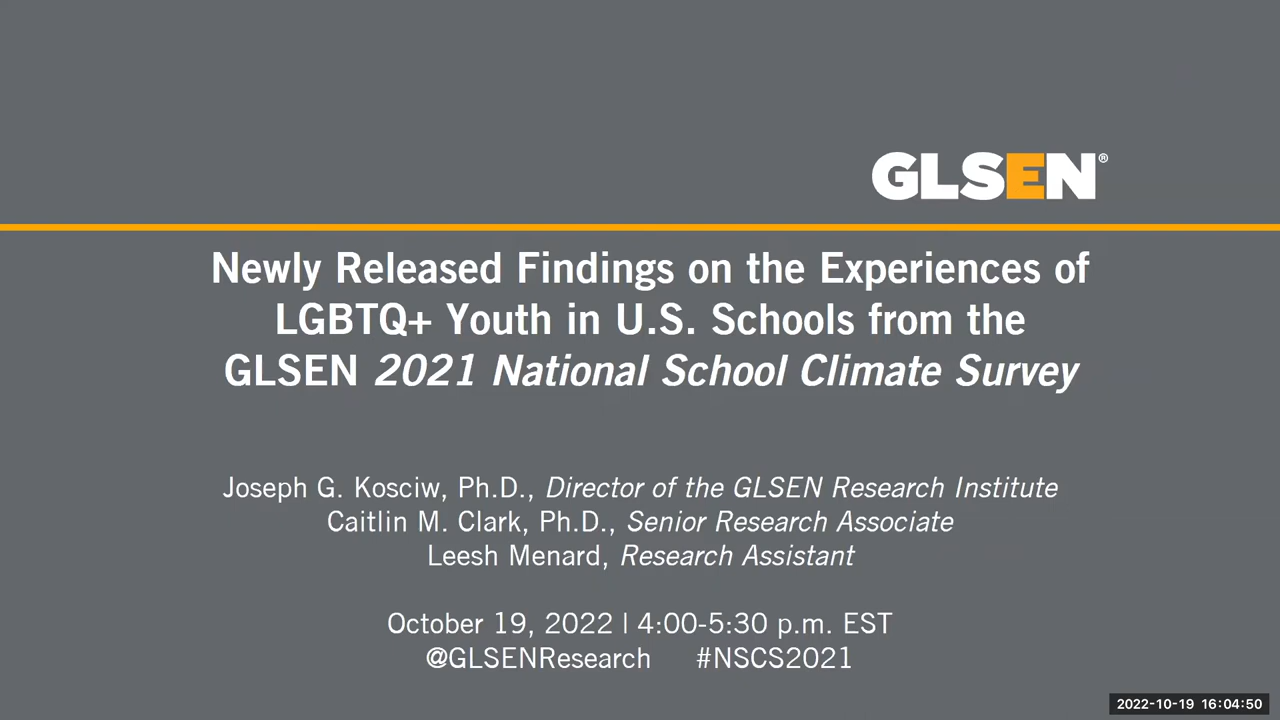 GLSEN®
Newly Released Findings on the Experiences of
LGBTQ+ Youth in U.S. Schools from the
GLSEN 2021 National School Climate Survey
Joseph G. Kosciw, Ph.D., Director of the GLSEN Research Institute
Caitlin M. Clark, Ph.D., Senior Research Associate
Leesh Menard, Research Assistant
October 19, 2022 | 4:00-5:30 p.m. EST
@GLSENResearch #NSCS2021
2022-10-19 16:04:50